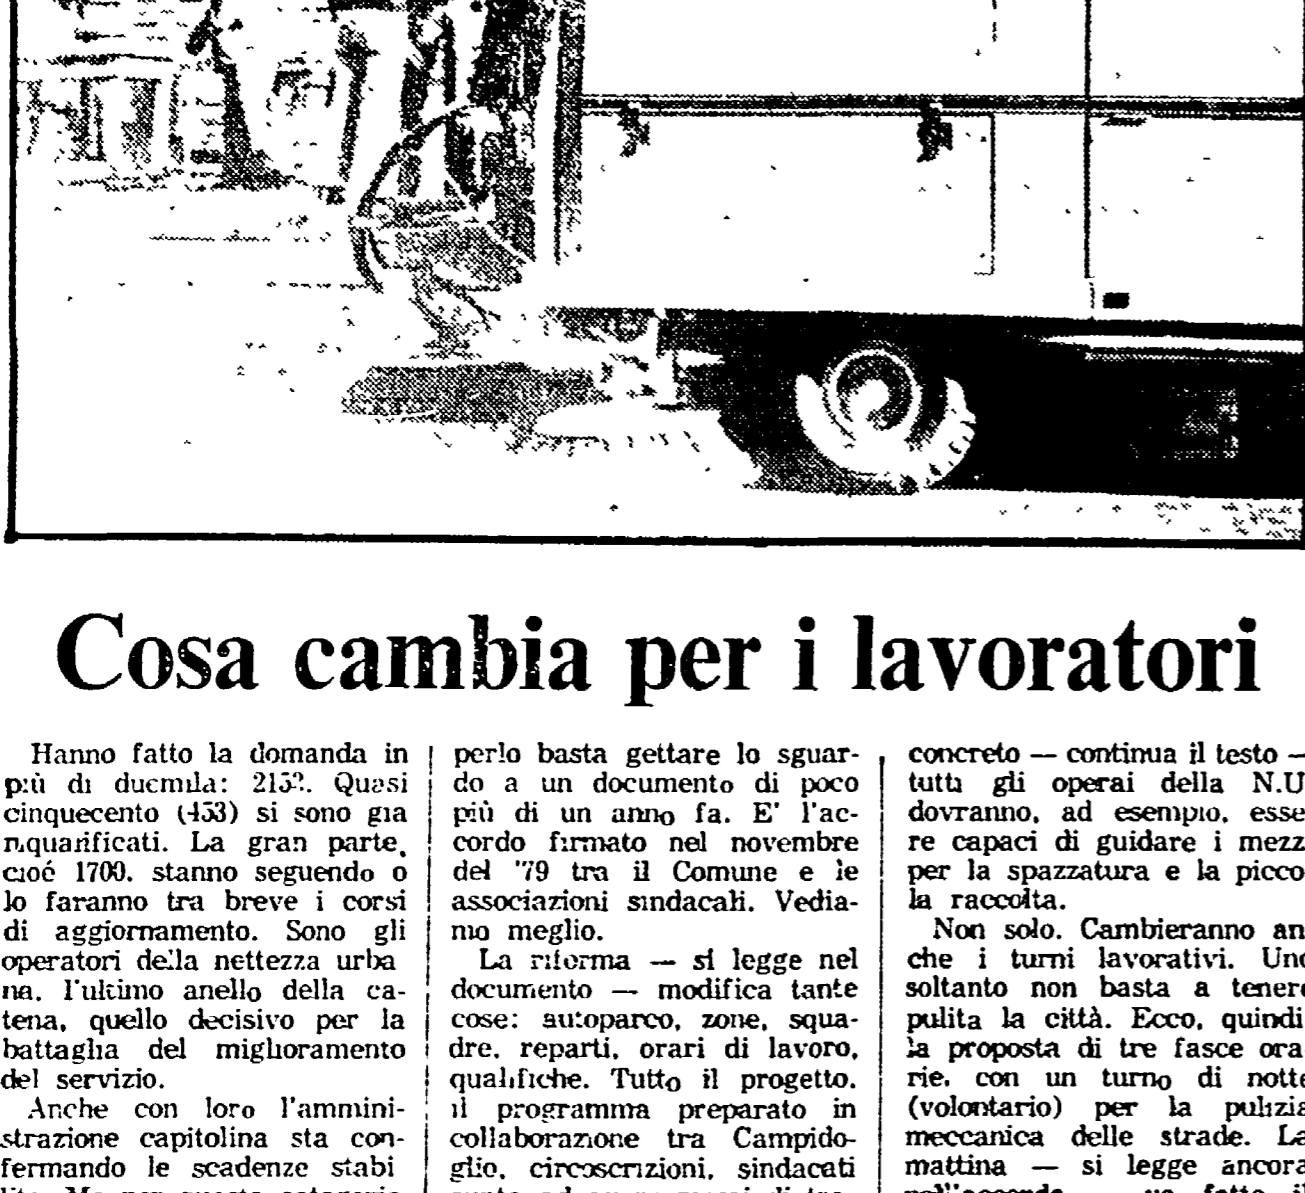 Cosa cambia per i lavoratori
Hanno fatto la domanda in
più di duemila: Quasi
cinquecento (453) si sono già
riqualificati. La gran parte,
cioé 1700, stanno seguendo o
lo faranno tra breve i corsi
di aggiornamento. Sono gli
operatori della nettezza urba
na, l'ultimo anello della ca-
tena, quello decisivo per la
battaglia del miglioramento
del servizio.
Anche con loro l'ammini-
strazione capitolina sta con-
fermando le scadenze stabi
perlo basta gettare lo sguar-
do a un documento di poco
più di un anno fa. E' l'ac-
cordo firmato nel novembre
del '79 tra il Comune e le
associazioni sindacali. Vedia-
mo meglio.
La riforma — si legge nel
documento — modifica tante
cose: autoparco, zone, squa-
dre, reparti, orari di lavoro,
qualifiche. Tutto il progetto,
il programma preparato in
collaborazione tra Campido-
glio, circoscrizioni, sindacati
concreto — continua il testo —
tutti gli operai della N.U
dovranno, ad esempio, esse
re capaci di guidare i mezz
per la spazzatura e la picco
la raccolta.
Non solo. Cambieranno an
che i turni lavorativi. Uno
soltanto non basta a tenere
pulita la città. Ecco, quindi
la proposta di tre fasce ora
rie, con un turno di notte
(volontario) per la pulizia
meccanica delle strade. La
mattina — si legge ancora